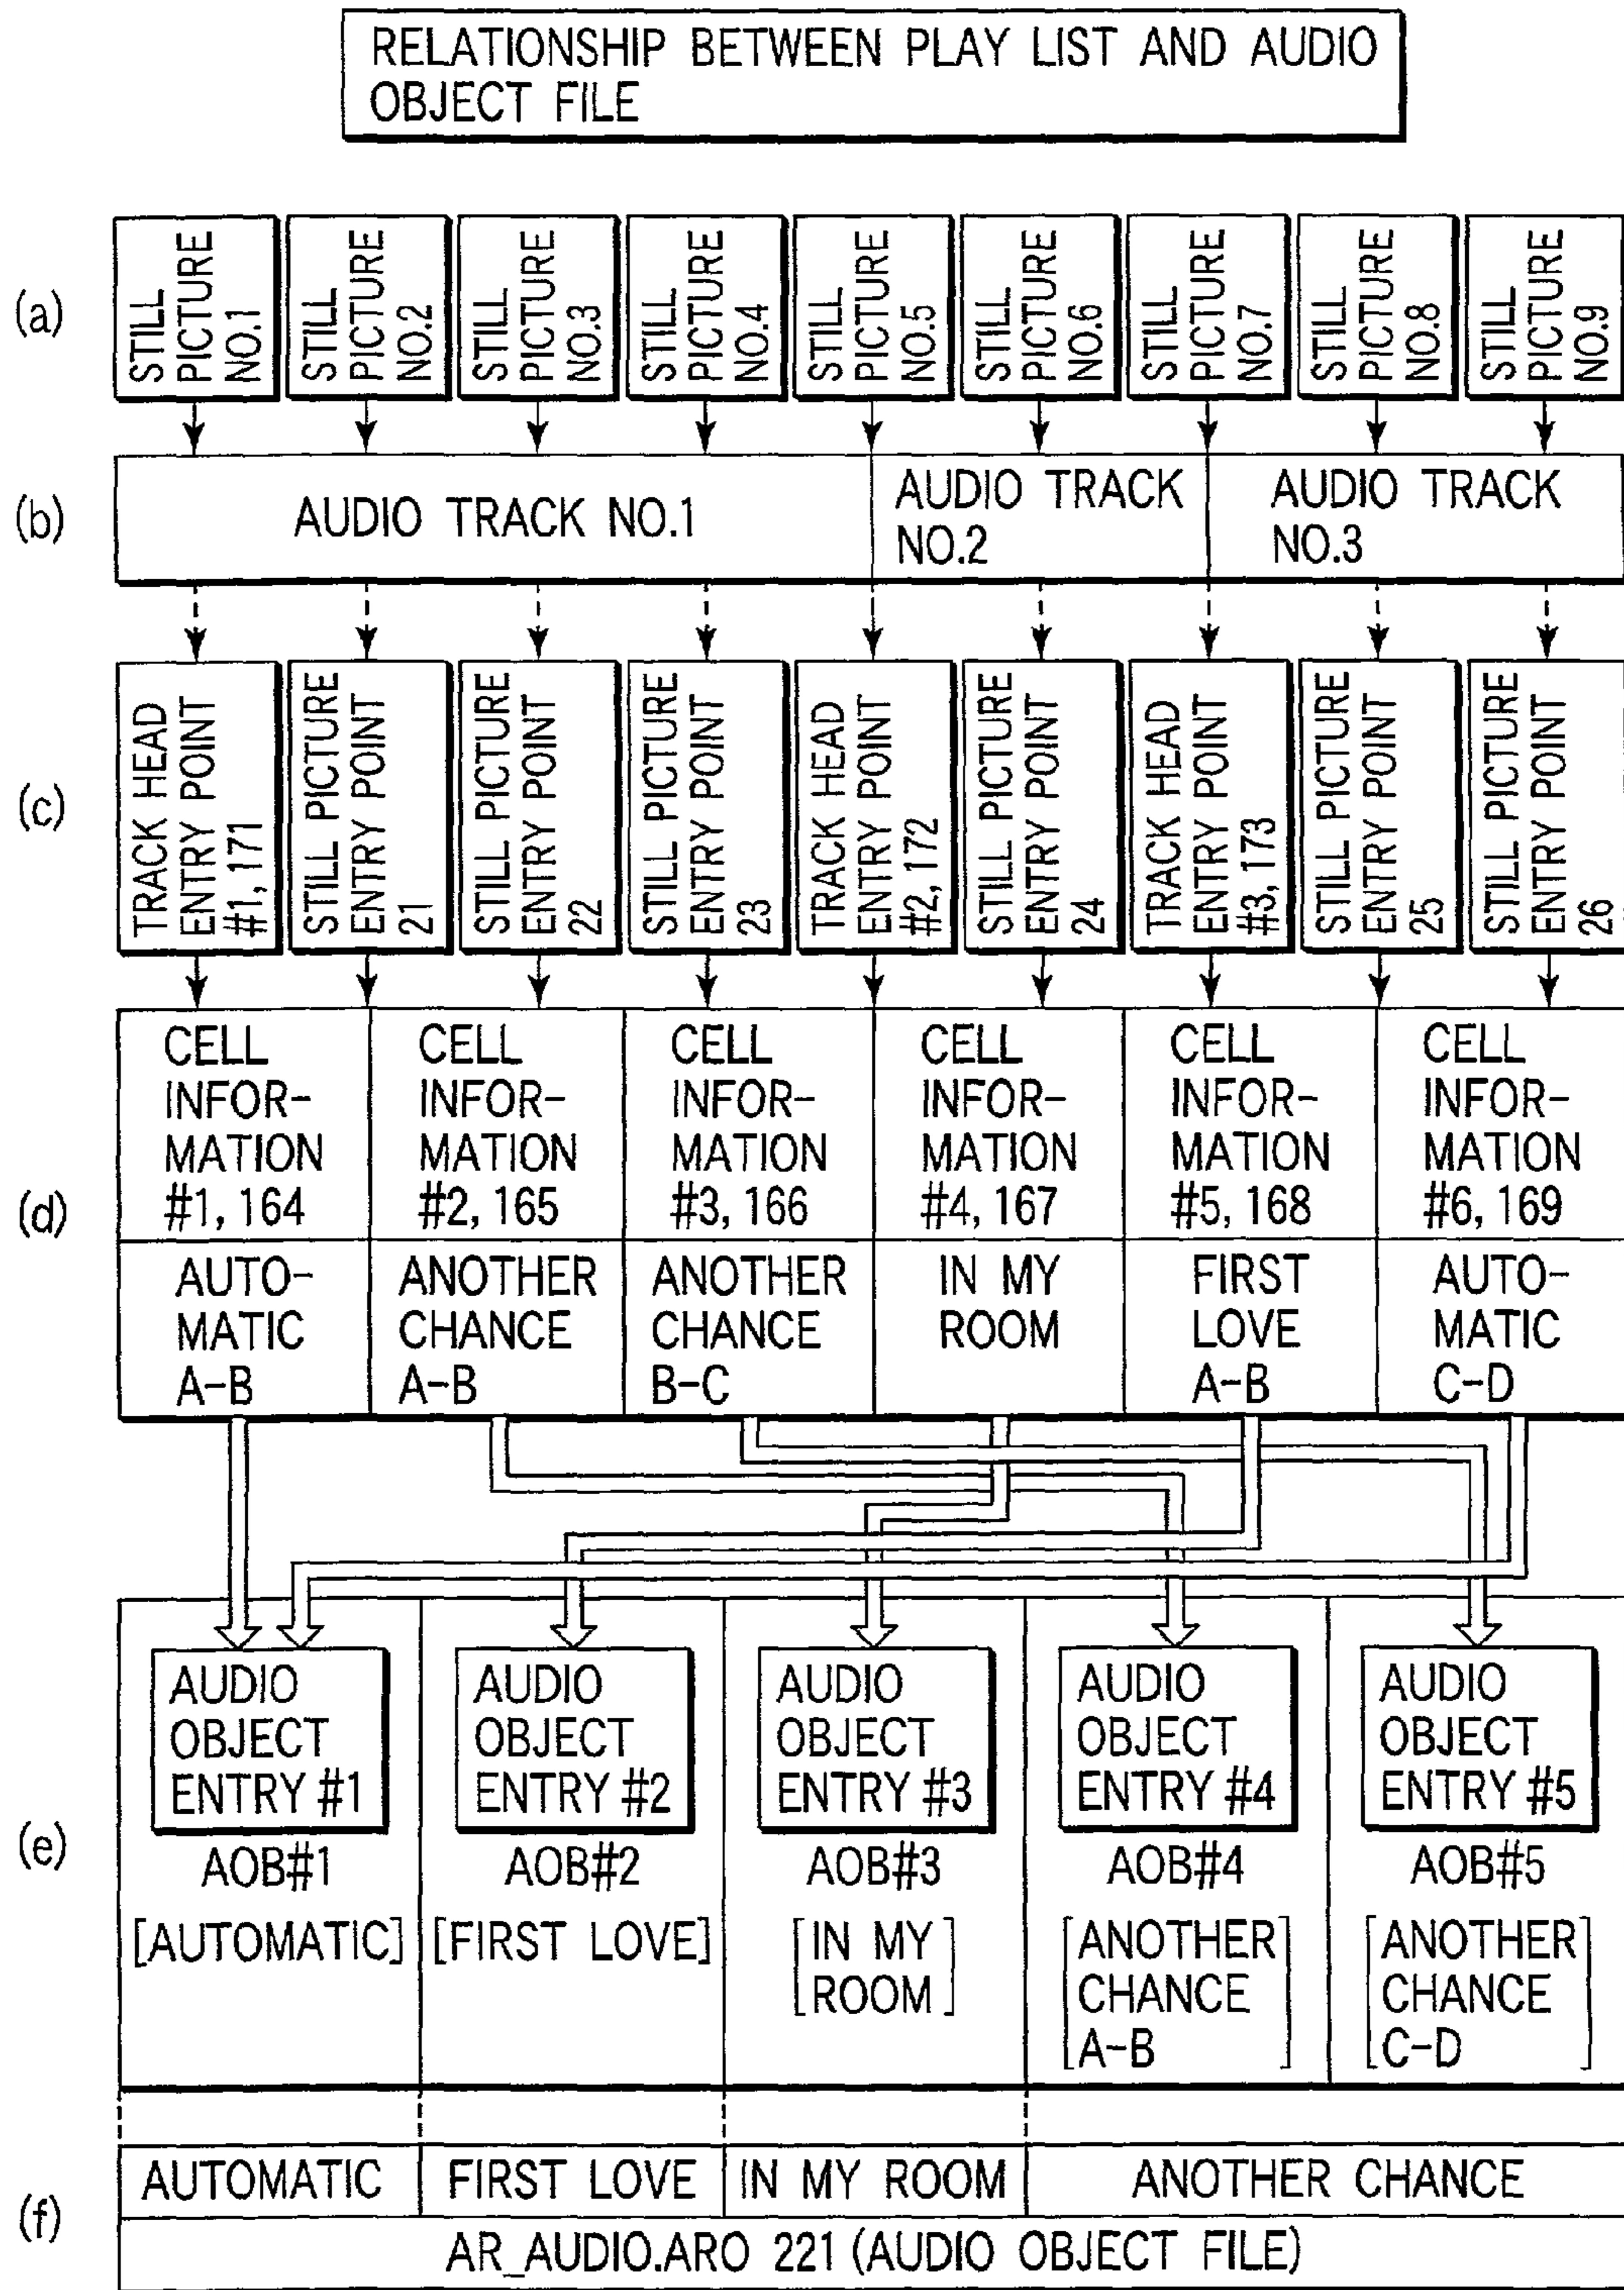 RELATIONSHIP BETWEEN PLAY LIST AND AUDIO
OBJECT FILE
(a)
STILL
PICTURE
NO.1
STILL
PICTURE
NO.2
STILL
PICTURE
NO.3
STILL
PICTURE
NO.4
STILL
PICTURE
NO.5
STILL
PICTURE
NO.6
STILL
PICTURE
NO.7
STILL
PICTURE
NO.8
STILL
PICTURE
NO.9
(b)
AUDIO TRACK NO.1
AUDIO TRACK
NO.2
AUDIO TRACK
NO.3
(c)
TRACK HEAD
ENTRY POINT
#1, 171
STILL PICTURE
ENTRY POINT
21
STILL PICTURE
ENTRY POINT
22
STILL PICTURE
ENTRY POINT
23
TRACK HEAD
ENTRY POINT
#2, 172
STILL PICTURE
ENTRY POINT
24
TRACK HEAD
ENTRY POINT
#3, 173
STILL PICTURE
ENTRY POINT
25
STILL PICTURE
ENTRY POINT
26
(d)
CELL
INFOR-
MATION
#1, 164
CELL
INFOR-
MATION
#2, 165
CELL
INFOR-
MATION
#3, 166
CELL
INFOR-
MATION
#4, 167
CELL
INFOR-
MATION
#5, 168
CELL
INFOR-
MATION
#6, 169
AUTO-
MATIC
A-B
ANOTHER
CHANCE
A-B
ANOTHER
CHANCE
B-C
IN MY
ROOM
FIRST
LOVE
A-B
AUTO-
MATIC
C-D
(e)
AUDIO
OBJECT
ENTRY #1
AOB#1
[AUTOMATIC]
AUDIO
OBJECT
ENTRY #2
AOB#2
[FIRST LOVE]
AUDIO
OBJECT
ENTRY #3
AOB#3
[IN MY
ROOM]
AUDIO
OBJECT
ENTRY #4
AOB#4
[ANOTHER
CHANCE
A-B]
AUDIO
OBJECT
ENTRY #5
AOB#5
[ANOTHER
CHANCE
C-D]
(f)
AUTOMATIC
FIRST LOVE
IN MY ROOM
ANOTHER CHANCE
AR_AUDIO.ARO 221 (AUDIO OBJECT FILE)